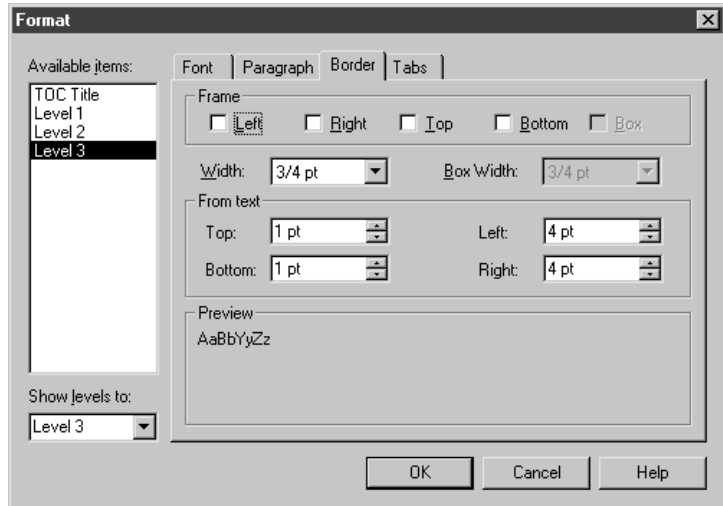 Format
Available items:
TOC Title
Level 1
Level 2
Level 3
Show levels to:
Level 3
Font Paragraph Border Tabs
Frame
Left Right Top Bottom Box
Width: 3/4 pt Box Width: 3/4 pt
From text
Top: 1 pt Left: 4 pt
Bottom: 1 pt Right: 4 pt
Preview
AaBbYyZz
OK Cancel Help